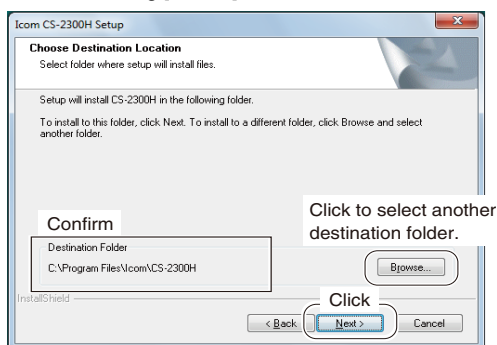 Icom CS-2300H Setup
Choose Destination Location
Select folder where setup will install files.
Setup will install CS-2300H in the following folder.
To install to this folder, click Next. To install to a different folder, click Browse and select
another folder.
Click to select another
destination folder.
Confirm
Destination Folder
C:\Program Files\Icom\CS-2300H
Browse...
InstallShield
Click
< Back
Next >
Cancel